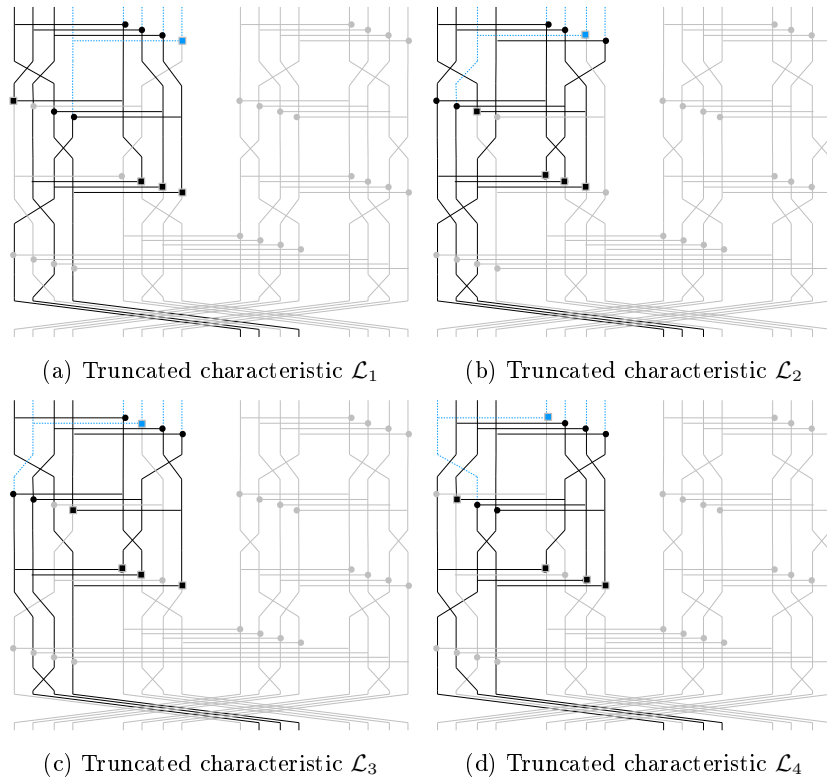 (a) Truncated characteristic ℒ₁
(b) Truncated characteristic ℒ₂
(c) Truncated characteristic ℒ₃
(d) Truncated characteristic ℒ₄